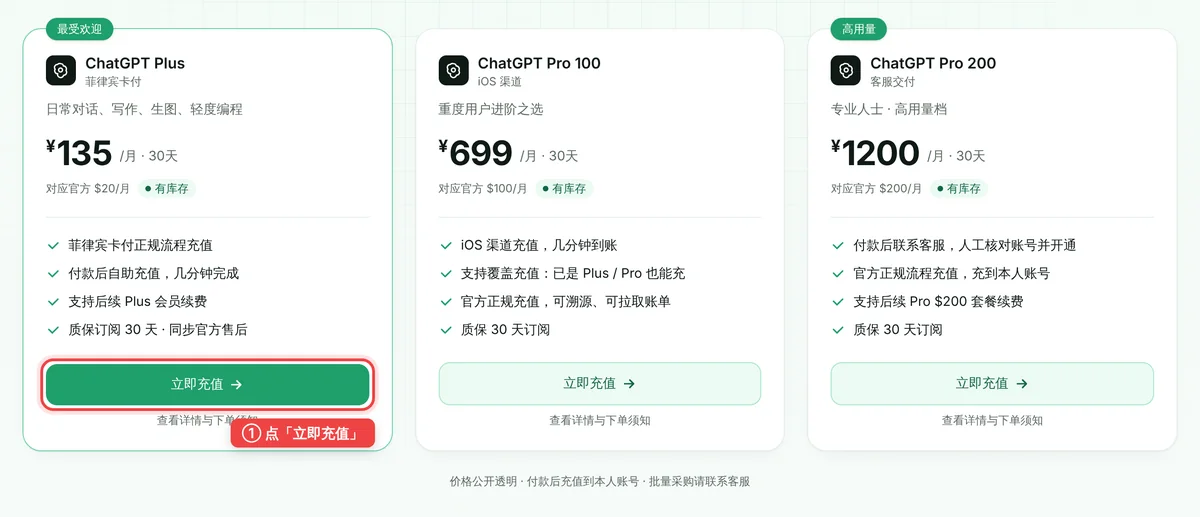 最受欢迎
ChatGPT Plus
菲律宾卡付
日常对话、写作、生图、轻度编程
¥135 /月 · 30天
对应官方 $20/月 有库存
菲律宾卡付正规流程充值
付款后自助充值，几分钟完成
支持后续 Plus 会员续费
质保订阅 30 天 · 同步官方售后
立即充值 →
查看详情与下单须知
① 点「立即充值」
ChatGPT Pro 100
iOS 渠道
重度用户进阶之选
¥699 /月 · 30天
对应官方 $100/月 有库存
iOS 渠道充值，几分钟到账
支持覆盖充值：已是 Plus / Pro 也能充
官方正规充值，可溯源、可拉取账单
质保 30 天订阅
立即充值 →
查看详情与下单须知
高用量
ChatGPT Pro 200
客服交付
专业人士 · 高用量档
¥1200 /月 · 30天
对应官方 $200/月 有库存
付款后联系客服，人工核对账号并开通
官方正规流程充值，充到本人账号
支持后续 Pro $200 套餐续费
质保 30 天订阅
立即充值 →
查看详情与下单须知
价格公开透明 · 付款后充值到本人账号 · 批量采购请联系客服